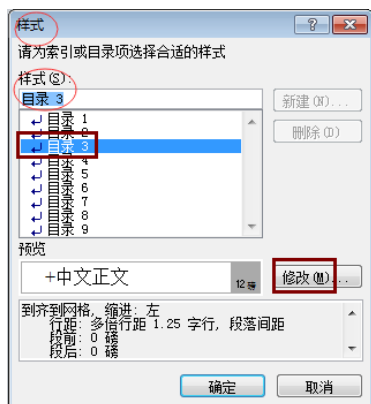 样式
请为索引或目录项选择合适的样式
样式(S):
目录 3
新建(N)...
目录 1
目录 2
删除(D)
目录 3
目录 4
目录 5
目录 6
目录 7
目录 8
目录 9
预览
+中文正文
12 磅
修改(M)...
到齐到网格, 缩进: 左
行距: 多倍行距 1.25 字行, 段落间距
段前: 0 磅
段后: 0 磅
确定
取消